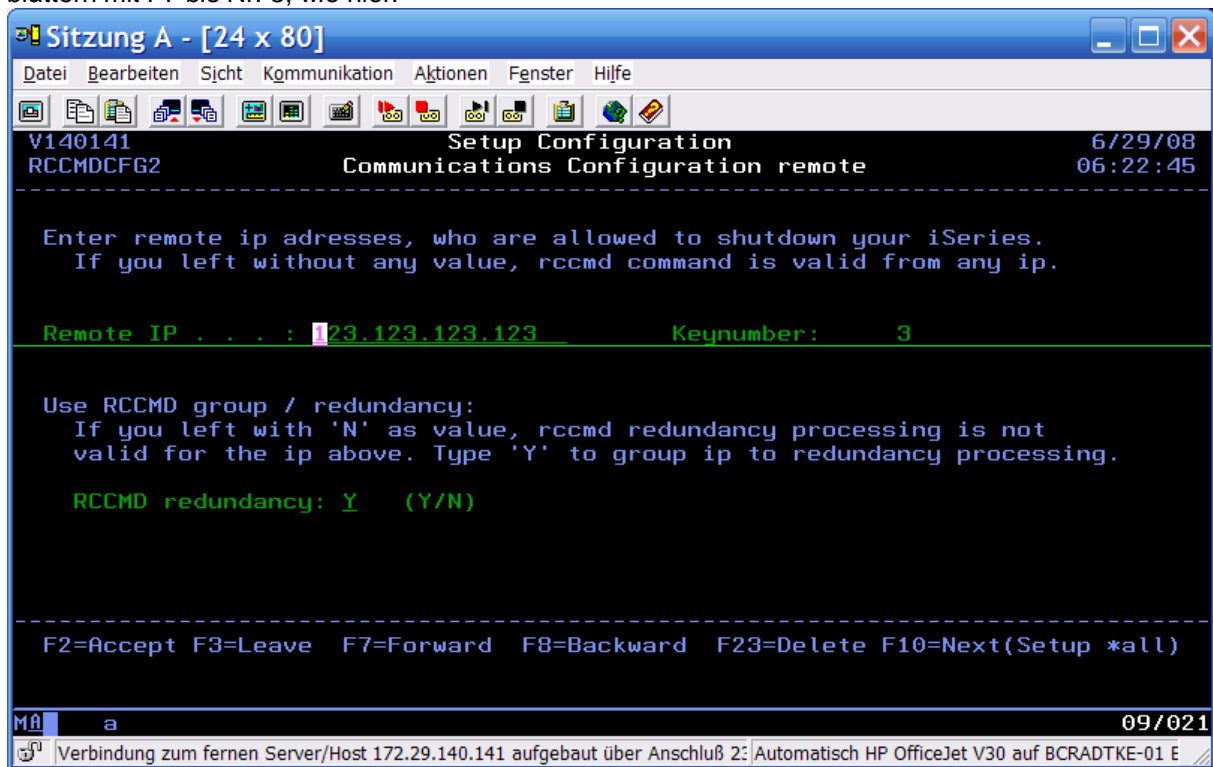 Sitzung A - [24 x 80]
Datei Bearbeiten Sicht Kommunikation Aktionen Fenster Hilfe
V140141 Setup Configuration 6/29/08
RCCMDCFG2 Communications Configuration remote 06:22:45
Enter remote ip adresses, who are allowed to shutdown your iSeries.
If you left without any value, rccmd command is valid from any ip.
Remote IP . . . : 123.123.123.123 Keynumber: 3
Use RCCMD group / redundancy:
If you left with 'N' as value, rccmd redundancy processing is not
valid for the ip above. Type 'Y' to group ip to redundancy processing.
RCCMD redundancy: Y (Y/N)
F2=Accept F3=Leave F7=Forward F8=Backward F23=Delete F10=Next(Setup *all)
MA a 09/021
Verbindung zum fernen Server/Host 172.29.140.141 aufgebaut über Anschluß 23 Automatisch HP OfficeJet V30 auf BCRADTKE-01 E